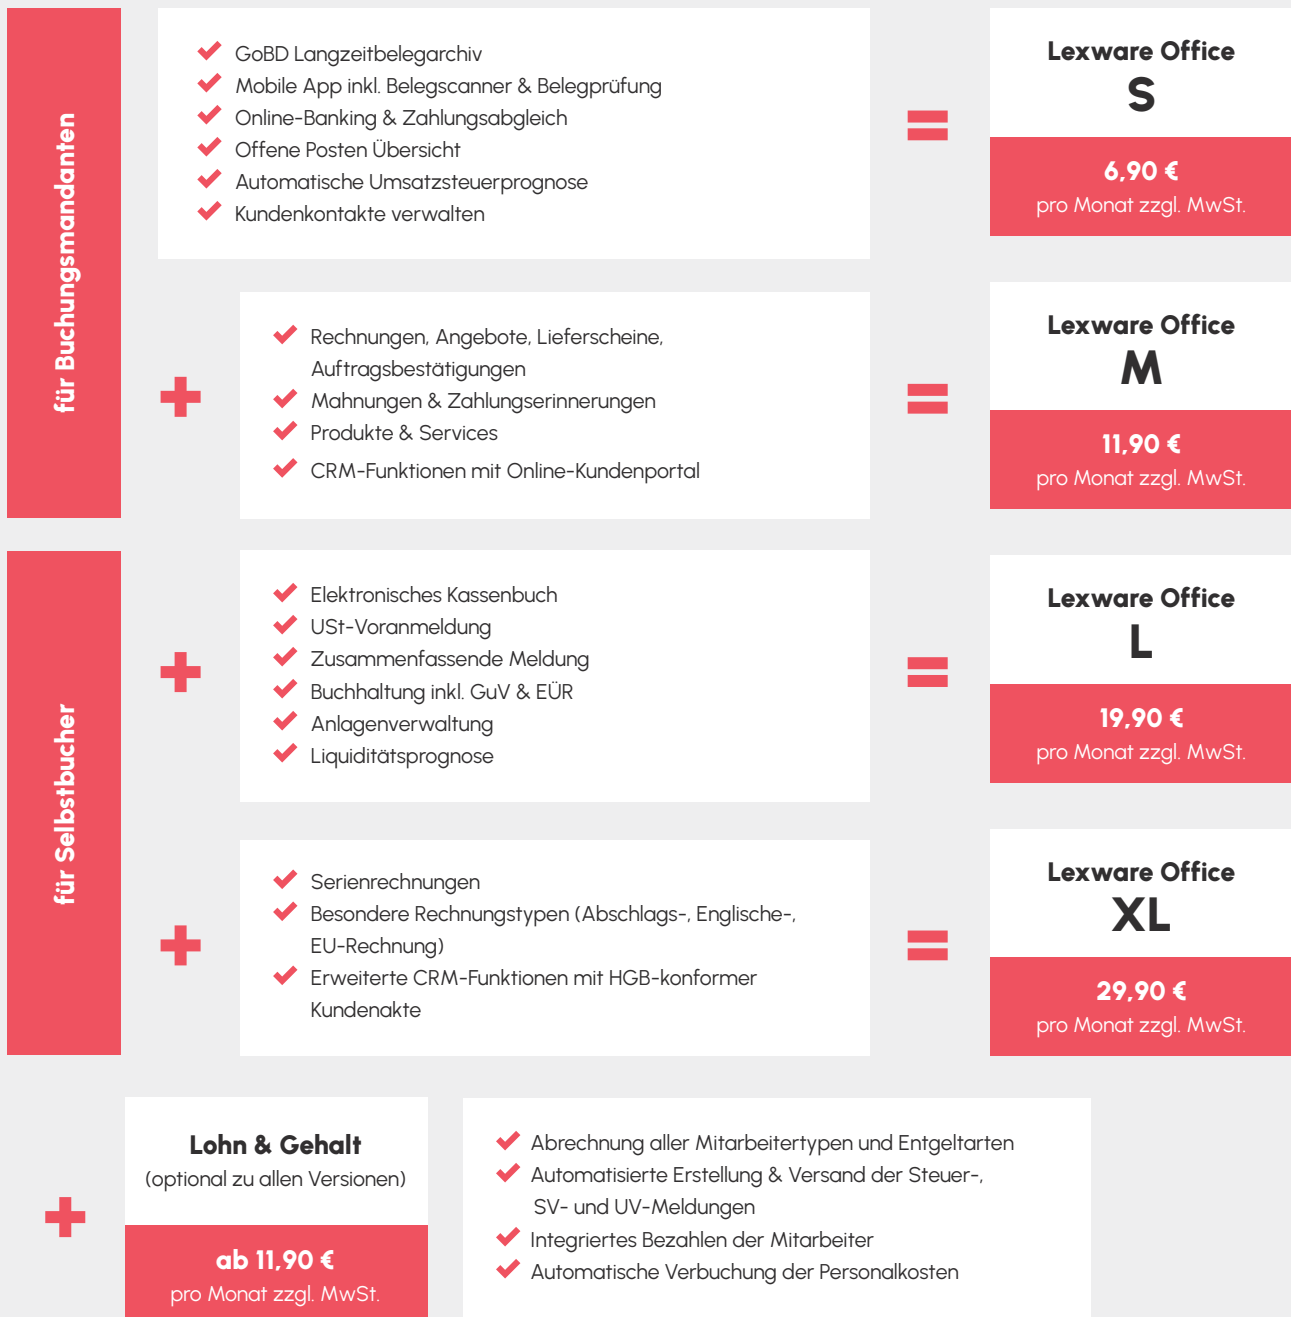 für Buchungsmandanten
GoBD Langzeitbelegarchiv
Mobile App inkl. Belegscanner & Belegprüfung
Online-Banking & Zahlungsabgleich
Offene Posten Übersicht
Automatische Umsatzsteuerprognose
Kundenkontakte verwalten
Lexware Office
S
6,90 €
pro Monat zzgl. MwSt.
Rechnungen, Angebote, Lieferscheine,
Auftragsbestätigungen
Mahnungen & Zahlungserinnerungen
Produkte & Services
CRM-Funktionen mit Online-Kundenportal
Lexware Office
M
11,90 €
pro Monat zzgl. MwSt.
für Selbstbucher
Elektronisches Kassenbuch
USt-Voranmeldung
Zusammenfassende Meldung
Buchhaltung inkl. GuV & EÜR
Anlagenverwaltung
Liquiditätsprognose
Lexware Office
L
19,90 €
pro Monat zzgl. MwSt.
Serienrechnungen
Besondere Rechnungstypen (Abschlags-, Englische-,
EU-Rechnung)
Erweiterte CRM-Funktionen mit HGB-konformer
Kundenakte
Lexware Office
XL
29,90 €
pro Monat zzgl. MwSt.
Lohn & Gehalt
(optional zu allen Versionen)
ab 11,90 €
pro Monat zzgl. MwSt.
Abrechnung aller Mitarbeitertypen und Entgeltarten
Automatisierte Erstellung & Versand der Steuer-,
SV- und UV-Meldungen
Integriertes Bezahlen der Mitarbeiter
Automatische Verbuchung der Personalkosten